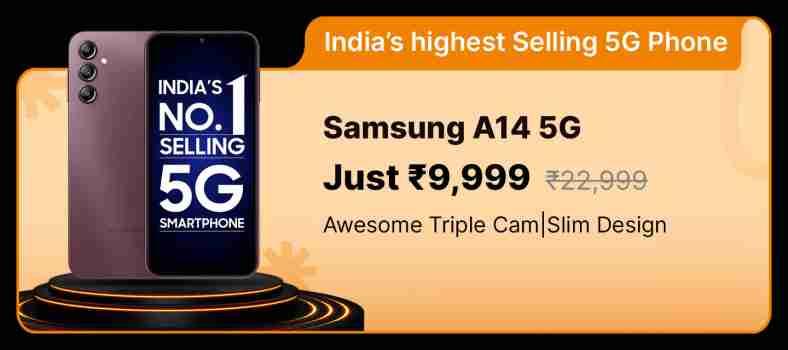 India's highest Selling 5G Phone
INDIA'S
NO.1
SELLING
5G
SMARTPHONE
Samsung A14 5G
Just ₹9,999 ₹22,999
Awesome Triple Cam|Slim Design